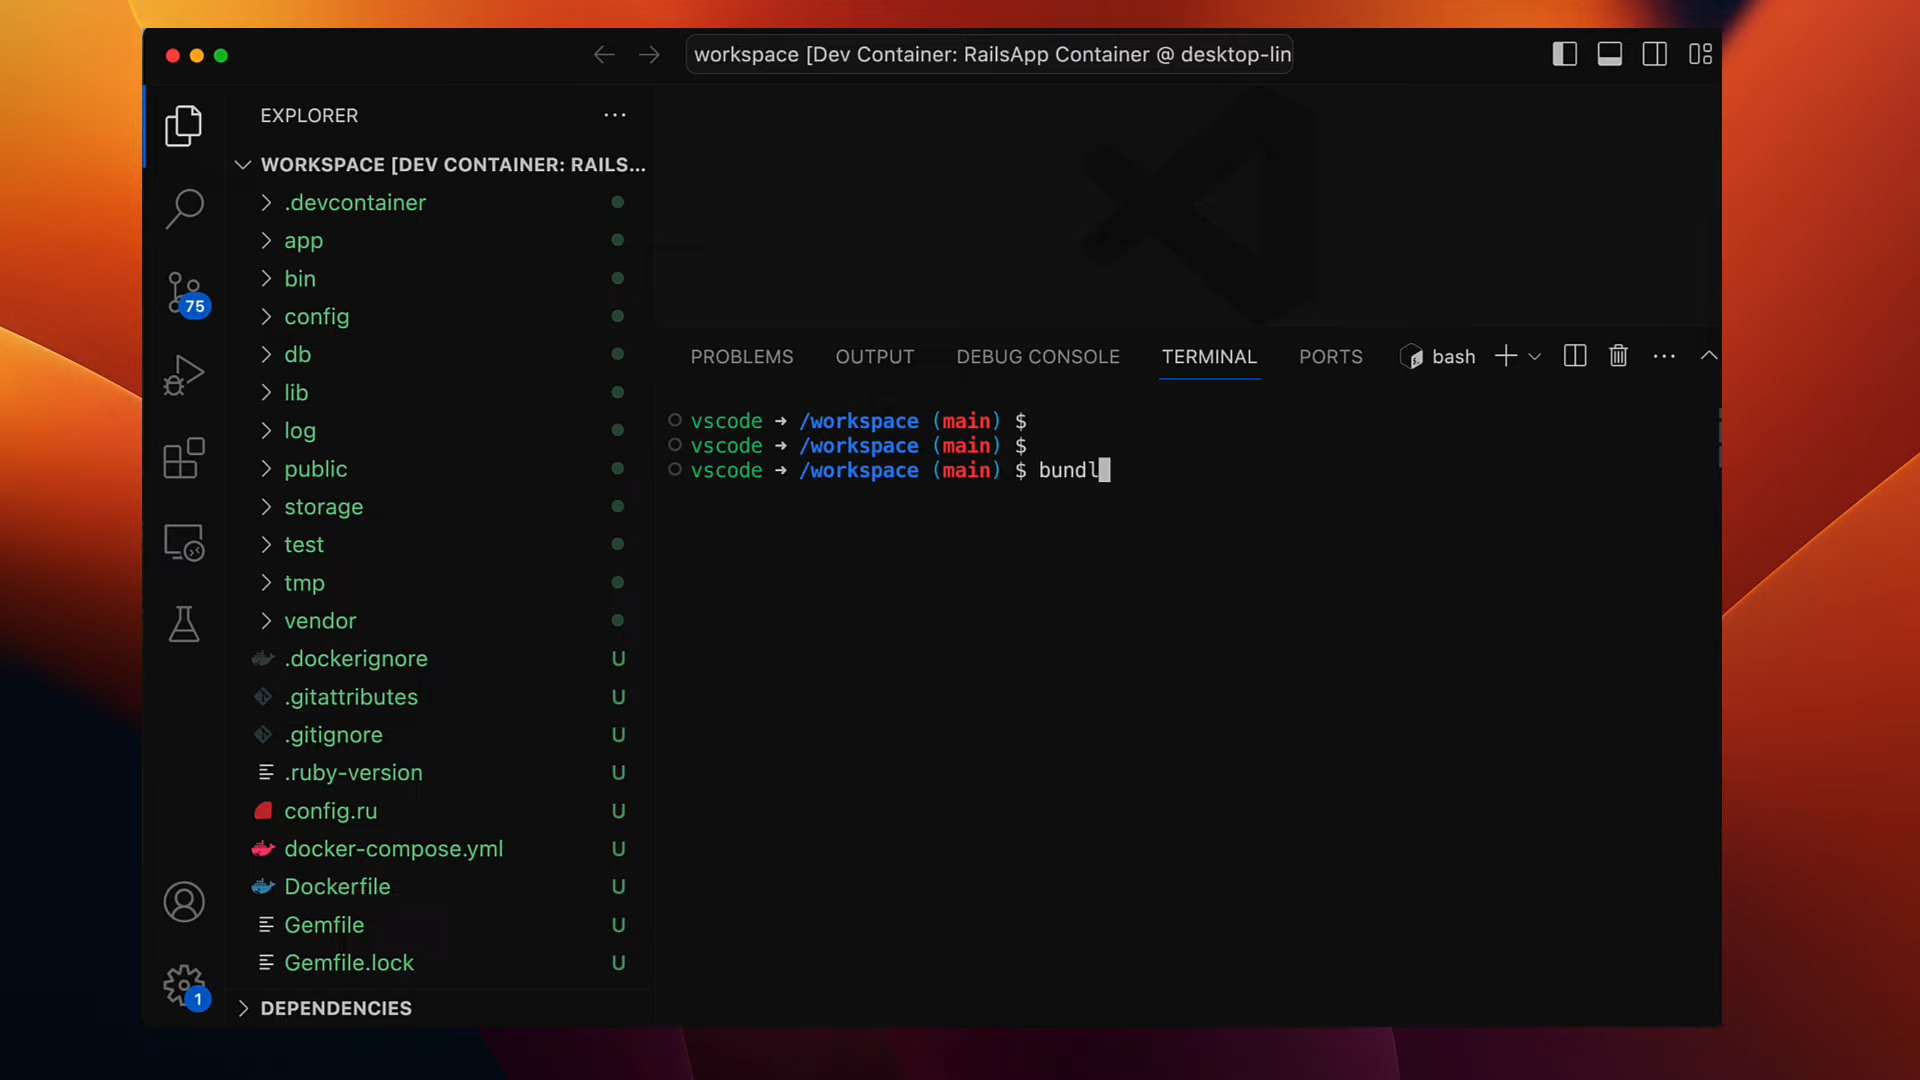 workspace [Dev Container: RailsApp Container @ desktop-lin
EXPLORER
WORKSPACE [DEV CONTAINER: RAILS...
.devcontainer
app
bin
config
db
lib
log
public
storage
test
tmp
vendor
.dockerignore U
.gitattributes U
.gitignore U
.ruby-version U
config.ru U
docker-compose.yml U
Dockerfile U
Gemfile U
Gemfile.lock U
DEPENDENCIES
75
1
PROBLEMS OUTPUT DEBUG CONSOLE TERMINAL PORTS bash
vscode ➜ /workspace (main) $
vscode ➜ /workspace (main) $
vscode ➜ /workspace (main) $ bundl